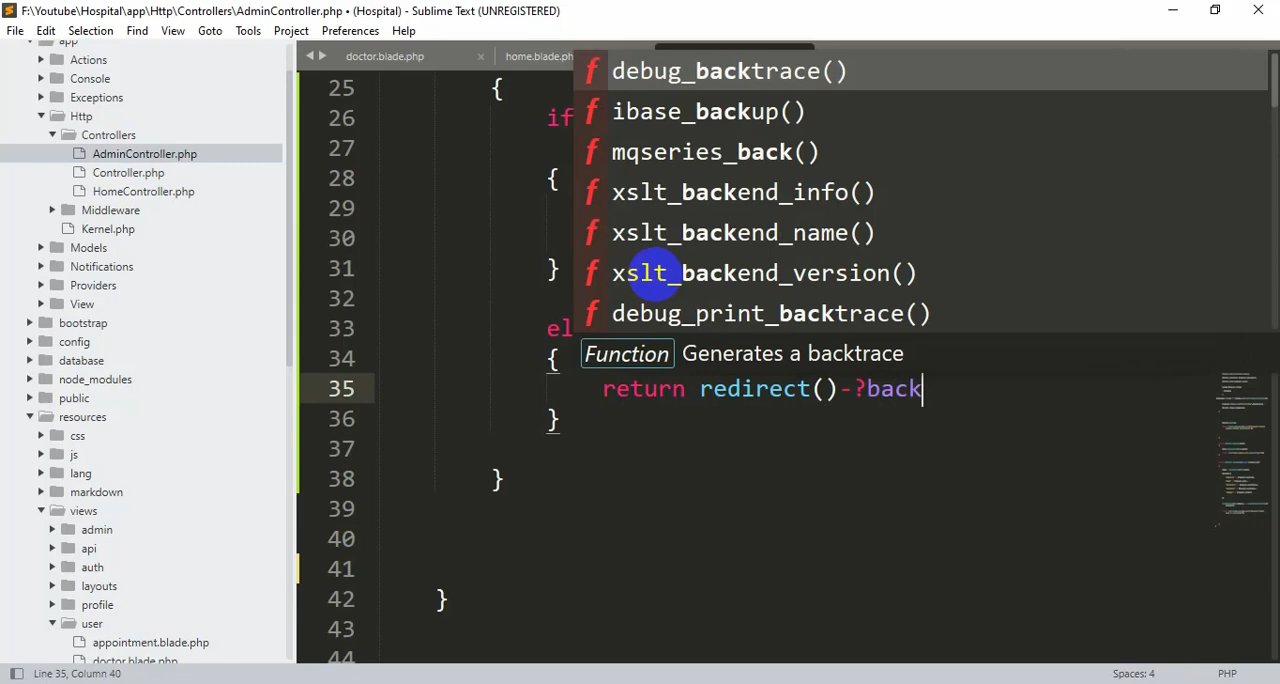 F:\Youtube\Hospital\app\Http\Controllers\AdminController.php • (Hospital) - Sublime Text (UNREGISTERED)
File Edit Selection Find View Goto Tools Project Preferences Help
app
Actions
Console
Exceptions
Http
Controllers
AdminController.php
Controller.php
HomeController.php
Middleware
Kernel.php
Models
Notifications
Providers
View
bootstrap
config
database
node_modules
public
resources
css
js
lang
markdown
views
admin
api
auth
layouts
profile
user
appointment.blade.php
doctor.blade.php
doctor.blade.php home.blade.ph
25 {
26 if
27
28 {
29
30
31 }
32
33 el
34 {
35 return redirect()-?back
36 }
37
38 }
39
40
41
42 }
43
44
f debug_backtrace()
f ibase_backup()
f mqseries_back()
f xslt_backend_info()
f xslt_backend_name()
f xslt_backend_version()
f debug_print_backtrace()
Function Generates a backtrace
Line 35, Column 40 Spaces: 4 PHP